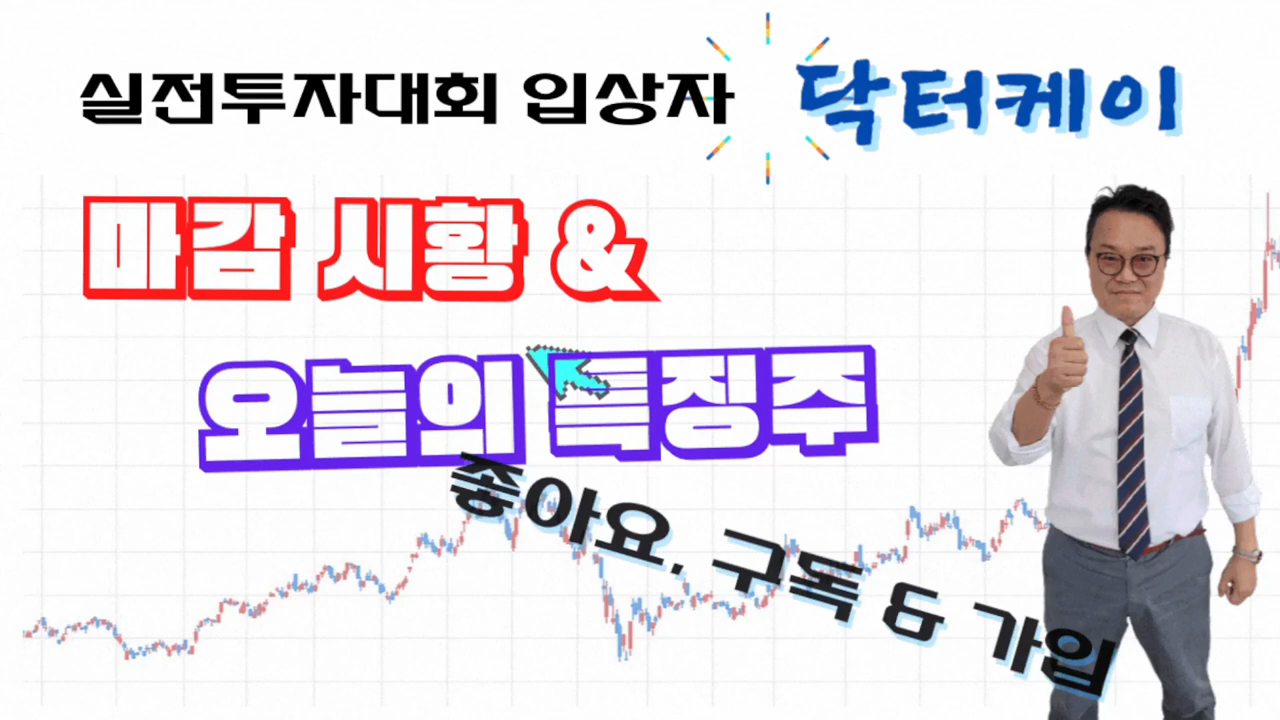 실전투자대회 입상자 닥터케이
마감 시황 &
오늘의 특징주
좋아요, 구독 & 가입